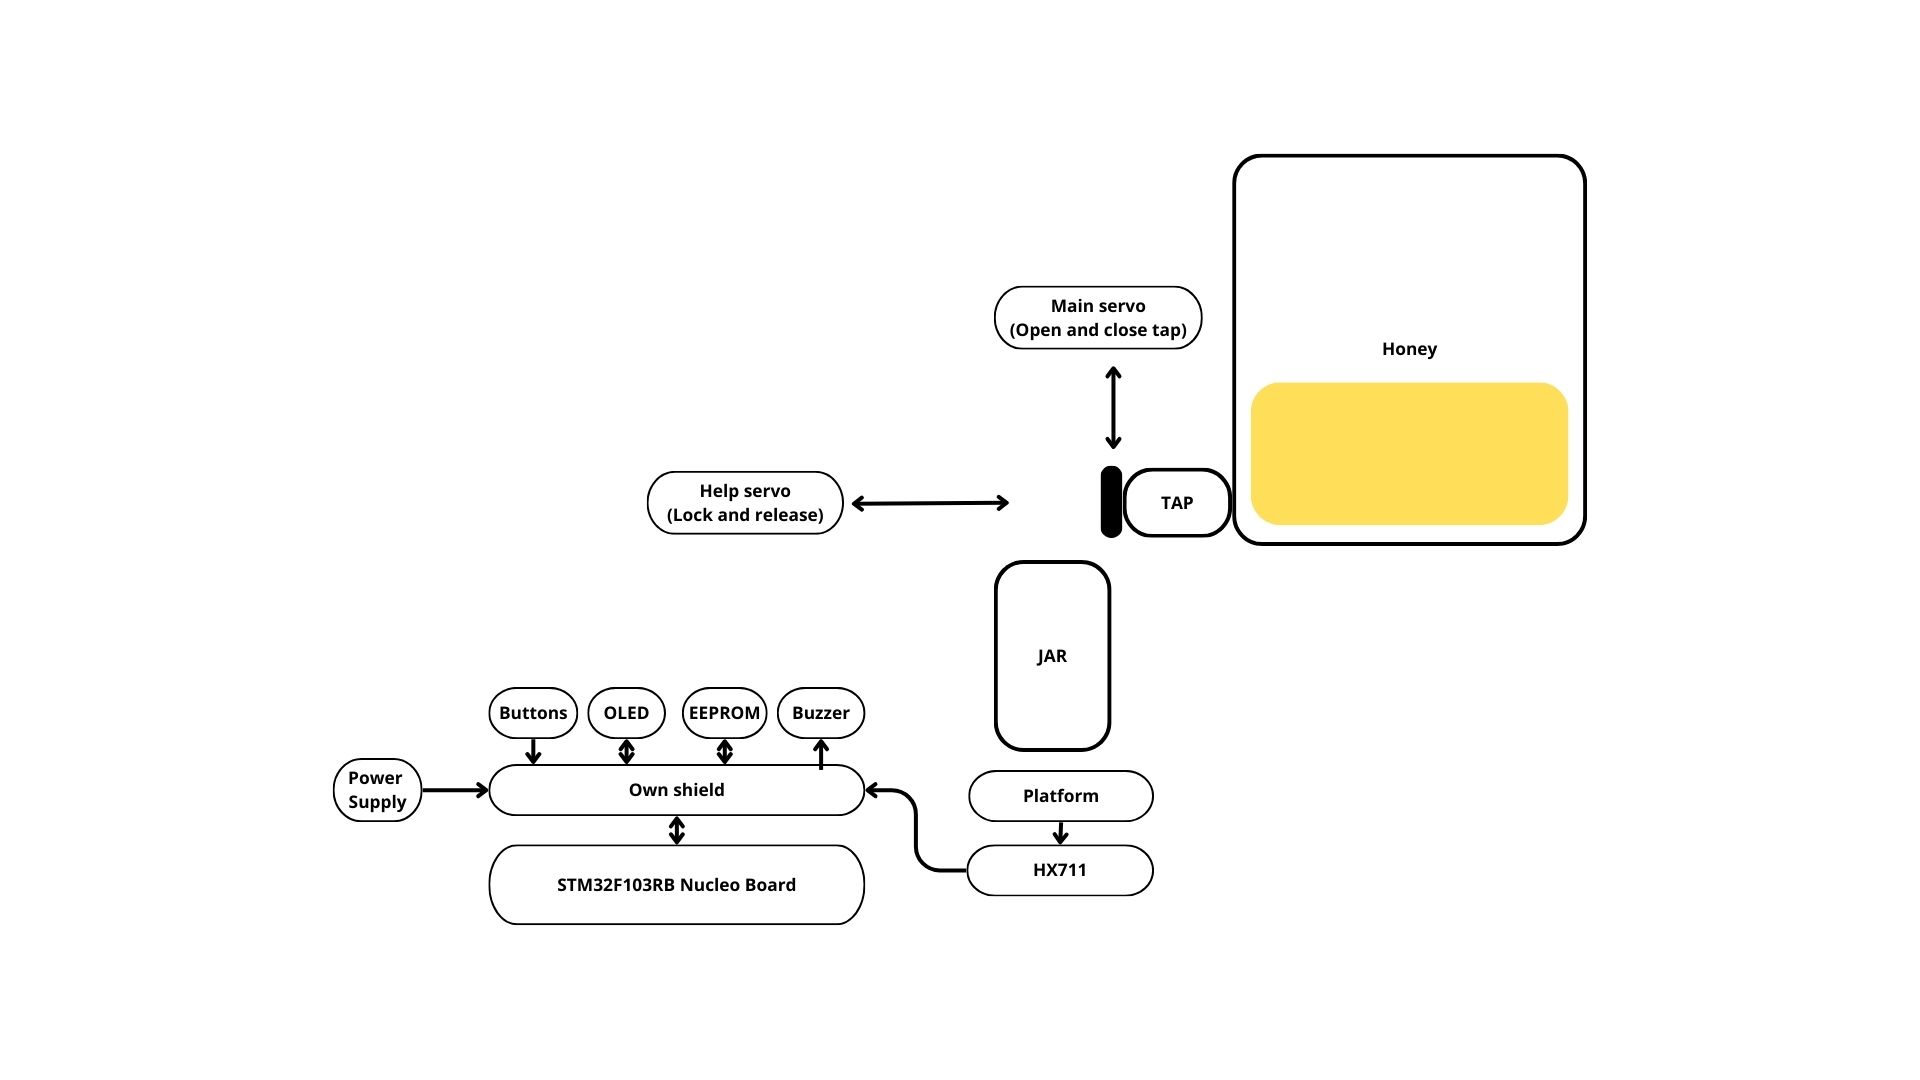 Main servo
(Open and close tap)
Honey
Help servo
(Lock and release)
TAP
JAR
Buttons
OLED
EEPROM
Buzzer
Power
Supply
Own shield
Platform
HX711
STM32F103RB Nucleo Board